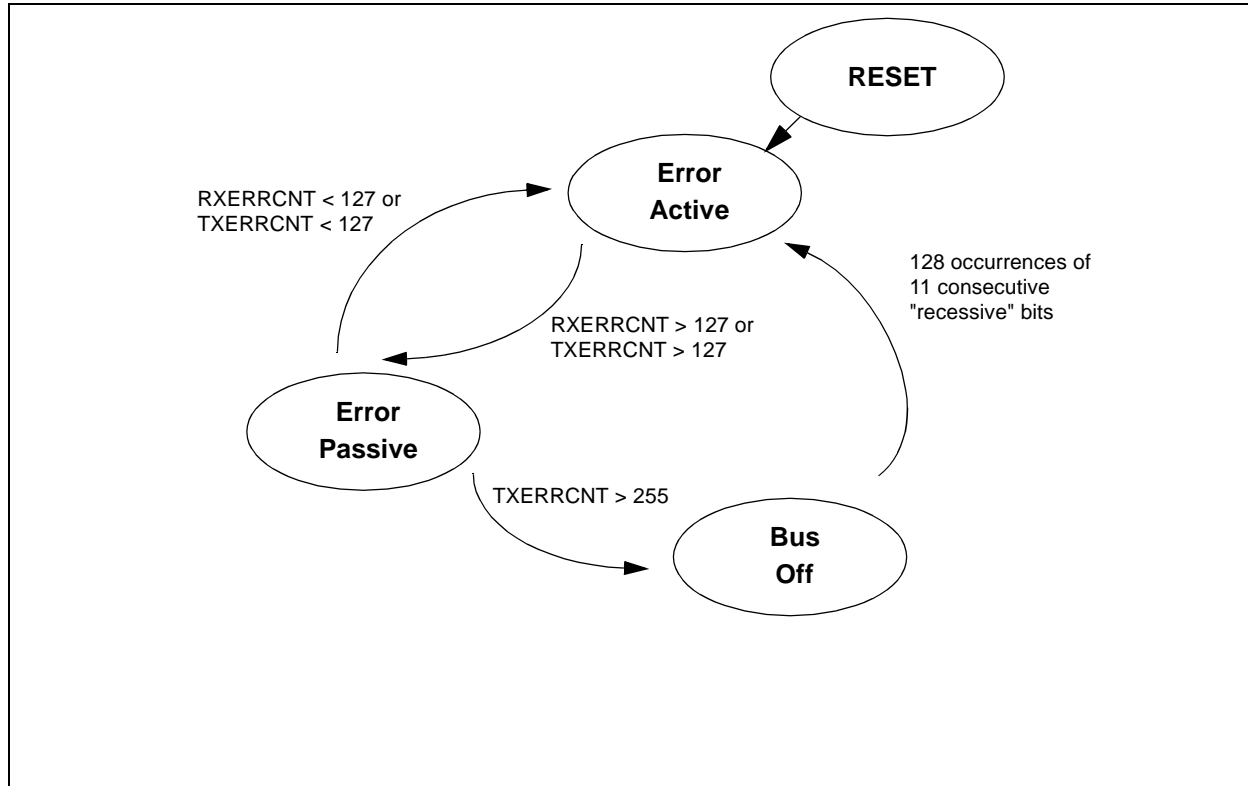 RESET
Error
Active
RXERRCNT < 127 or
TXERRCNT < 127
128 occurrences of
11 consecutive
"recessive" bits
RXERRCNT > 127 or
TXERRCNT > 127
Error
Passive
TXERRCNT > 255
Bus
Off